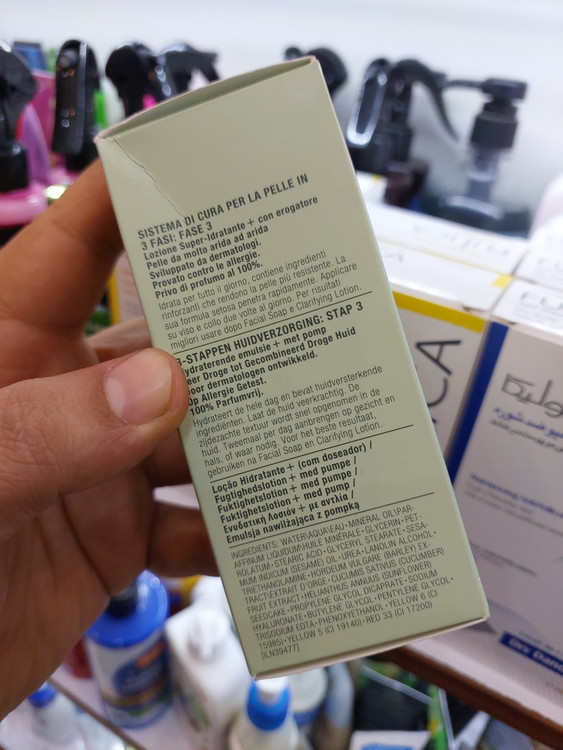 SISTEMA DI CURA PER LA PELLE IN
3 FASI: FASE 3
Lozione Super-Idratante + con erogatore
Pelle da molto arida ad arida
Sviluppato da dermatologi.
Provato contro le allergie.
Privo di profumo al 100%.
Idrata per tutto il giorno, contiene ingredienti
rinforzanti che rendono la pelle più resistente. La
sua formula setosa penetra rapidamente. Applicare
su viso e collo due volte al giorno. Per risultati
migliori usare dopo Facial Soap e Clarifying Lotion.
-STAPPEN HUIDVERZORGING: STAP 3
ydraterende emulsie + met pomp
eer Droge tot Gecombineerd Droge Huid
oor dermatologen ontwikkeld.
Op Allergie Getest.
100% Parfumvrij.
Hydrateert de hele dag en bevat huidversterkende
ingrediënten. Laat de huid veerkrachtig. De
zijdezachte textuur wordt snel opgenomen in de
huid. Tweemaal per dag aanbrengen op gezicht en
hals, of waar nodig. Voor het beste resultaat,
gebruiken na Facial Soap en Clarifying Lotion.
Loção Hidratante + (com doseador) /
Fugtighedslotion + med pumpe /
Fuktighetslotion + med pumpe /
Fuktighetslotion + med pump /
Ενυδατική Λοσιόν + με αντλία /
Emulsja nawilżająca z pompką
INGREDIENTS: WATER\AQUA\EAU • MINERAL OIL\PAR-
AFFINUM LIQUIDUM\HUILE MINÉRALE • GLYCERIN • PET-
ROLATUM • STEARIC ACID • GLYCERYL STEARATE • SESA-
MUM INDICUM (SESAME) OIL • UREA • LANOLIN ALCOHOL •
TRIETHANOLAMINE • HORDEUM VULGARE (BARLEY) EX-
TRACT\EXTRAIT D'ORGE • CUCUMIS SATIVUS (CUCUMBER)
FRUIT EXTRACT • HELIANTHUS ANNUUS (SUNFLOWER)
SEEDCAKE • PROPYLENE GLYCOL DICAPRATE • SODIUM
HYALURONATE • BUTYLENE GLYCOL • PENTYLENE GLYCOL •
TRISODIUM EDTA • PHENOXYETHANOL • YELLOW 6 (CI
15985) • YELLOW 5 (CI 19140) • RED 33 (CI 17200)
[ILN39477]